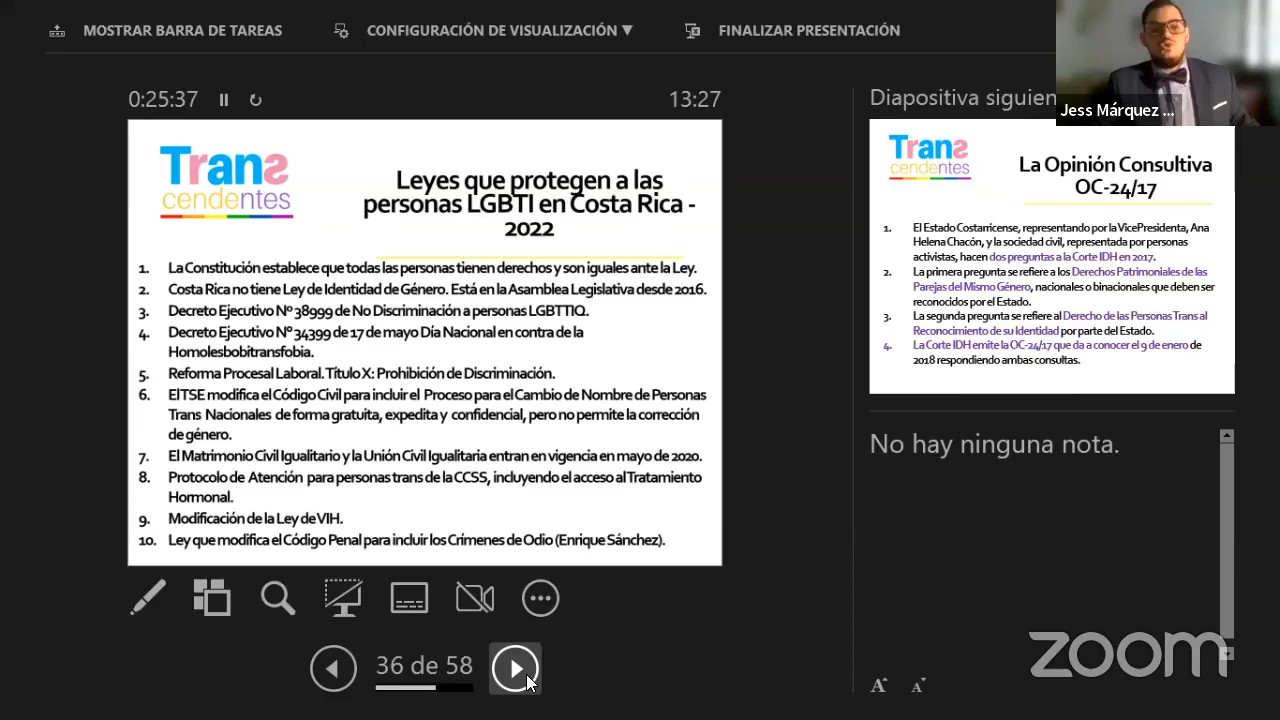 MOSTRAR BARRA DE TAREAS
CONFIGURACIÓN DE VISUALIZACIÓN ▼
FINALIZAR PRESENTACIÓN
Jess Márquez ...
0:25:37
13:27
Trans
cendentes
Leyes que protegen a las
personas LGBTI en Costa Rica -
2022
1. La Constitución establece que todas las personas tienen derechos y son iguales ante la Ley.
2. Costa Rica no tiene Ley de Identidad de Género. Está en la Asamblea Legislativa desde 2016.
3. Decreto Ejecutivo Nº 38999 de No Discriminación a personas LGBTTIQ.
4. Decreto Ejecutivo N° 34399 de 17 de mayo Día Nacional en contra de la
Homolesbobitransfobia.
5. Reforma Procesal Laboral. Título X: Prohibición de Discriminación.
6. El TSE modifica el Código Civil para incluir el Proceso para el Cambio de Nombre de Personas
Trans Nacionales de forma gratuita, expedita y confidencial, pero no permite la corrección
de género.
7. El Matrimonio Civil Igualitario y la Unión Civil Igualitaria entran en vigencia en mayo de 2020.
8. Protocolo de Atención para personas trans de la CCSS, incluyendo el acceso al Tratamiento
Hormonal.
9. Modificación de la Ley de VIH.
10. Ley que modifica el Código Penal para incluir los Crímenes de Odio (Enrique Sánchez).
36 de 58
Diapositiva siguien
Trans
cendentes
La Opinión Consultiva
OC-24/17
1. El Estado Costarricense, representando por la VicePresidenta, Ana
Helena Chacón, y la sociedad civil, representada por personas
activistas, hacen dos preguntas a la Corte IDH en 2017.
2. La primera pregunta se refiere a los Derechos Patrimoniales de las
Parejas del Mismo Género, nacionales o binacionales que deben ser
reconocidos por el Estado.
3. La segunda pregunta se refiere al Derecho de las Personas Trans al
Reconocimiento de su Identidad por parte del Estado.
4. La Corte IDH emite la OC-24/17 que da a conocer el 9 de enero de
2018 respondiendo ambas consultas.
No hay ninguna nota.
A A
zoom